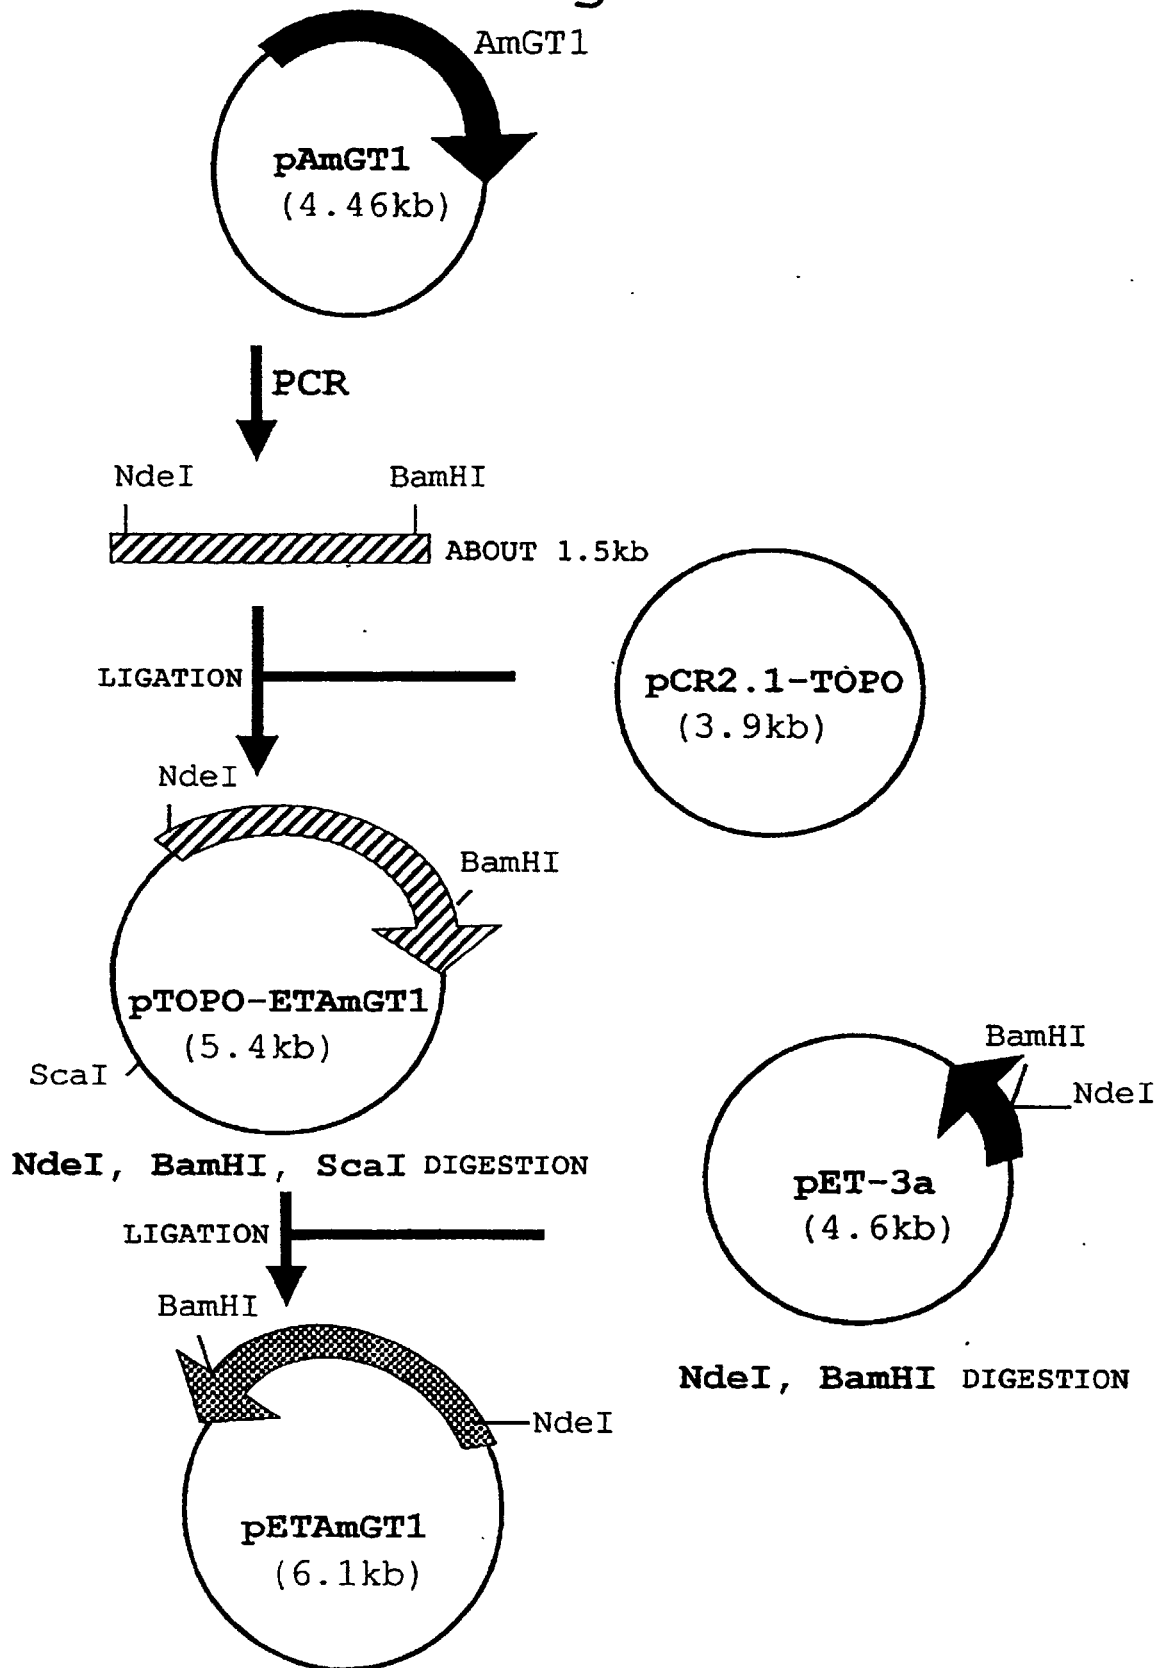 AmGT1
pAmGT1
(4.46kb)
PCR
NdeI
BamHI
ABOUT 1.5kb
LIGATION
pCR2.1-TOPO
(3.9kb)
NdeI
BamHI
pTOPO-ETAmGT1
(5.4kb)
ScaI
NdeI, BamHI, ScaI DIGESTION
BamHI
NdeI
pET-3a
(4.6kb)
NdeI, BamHI DIGESTION
LIGATION
BamHI
NdeI
pETAmGT1
(6.1kb)